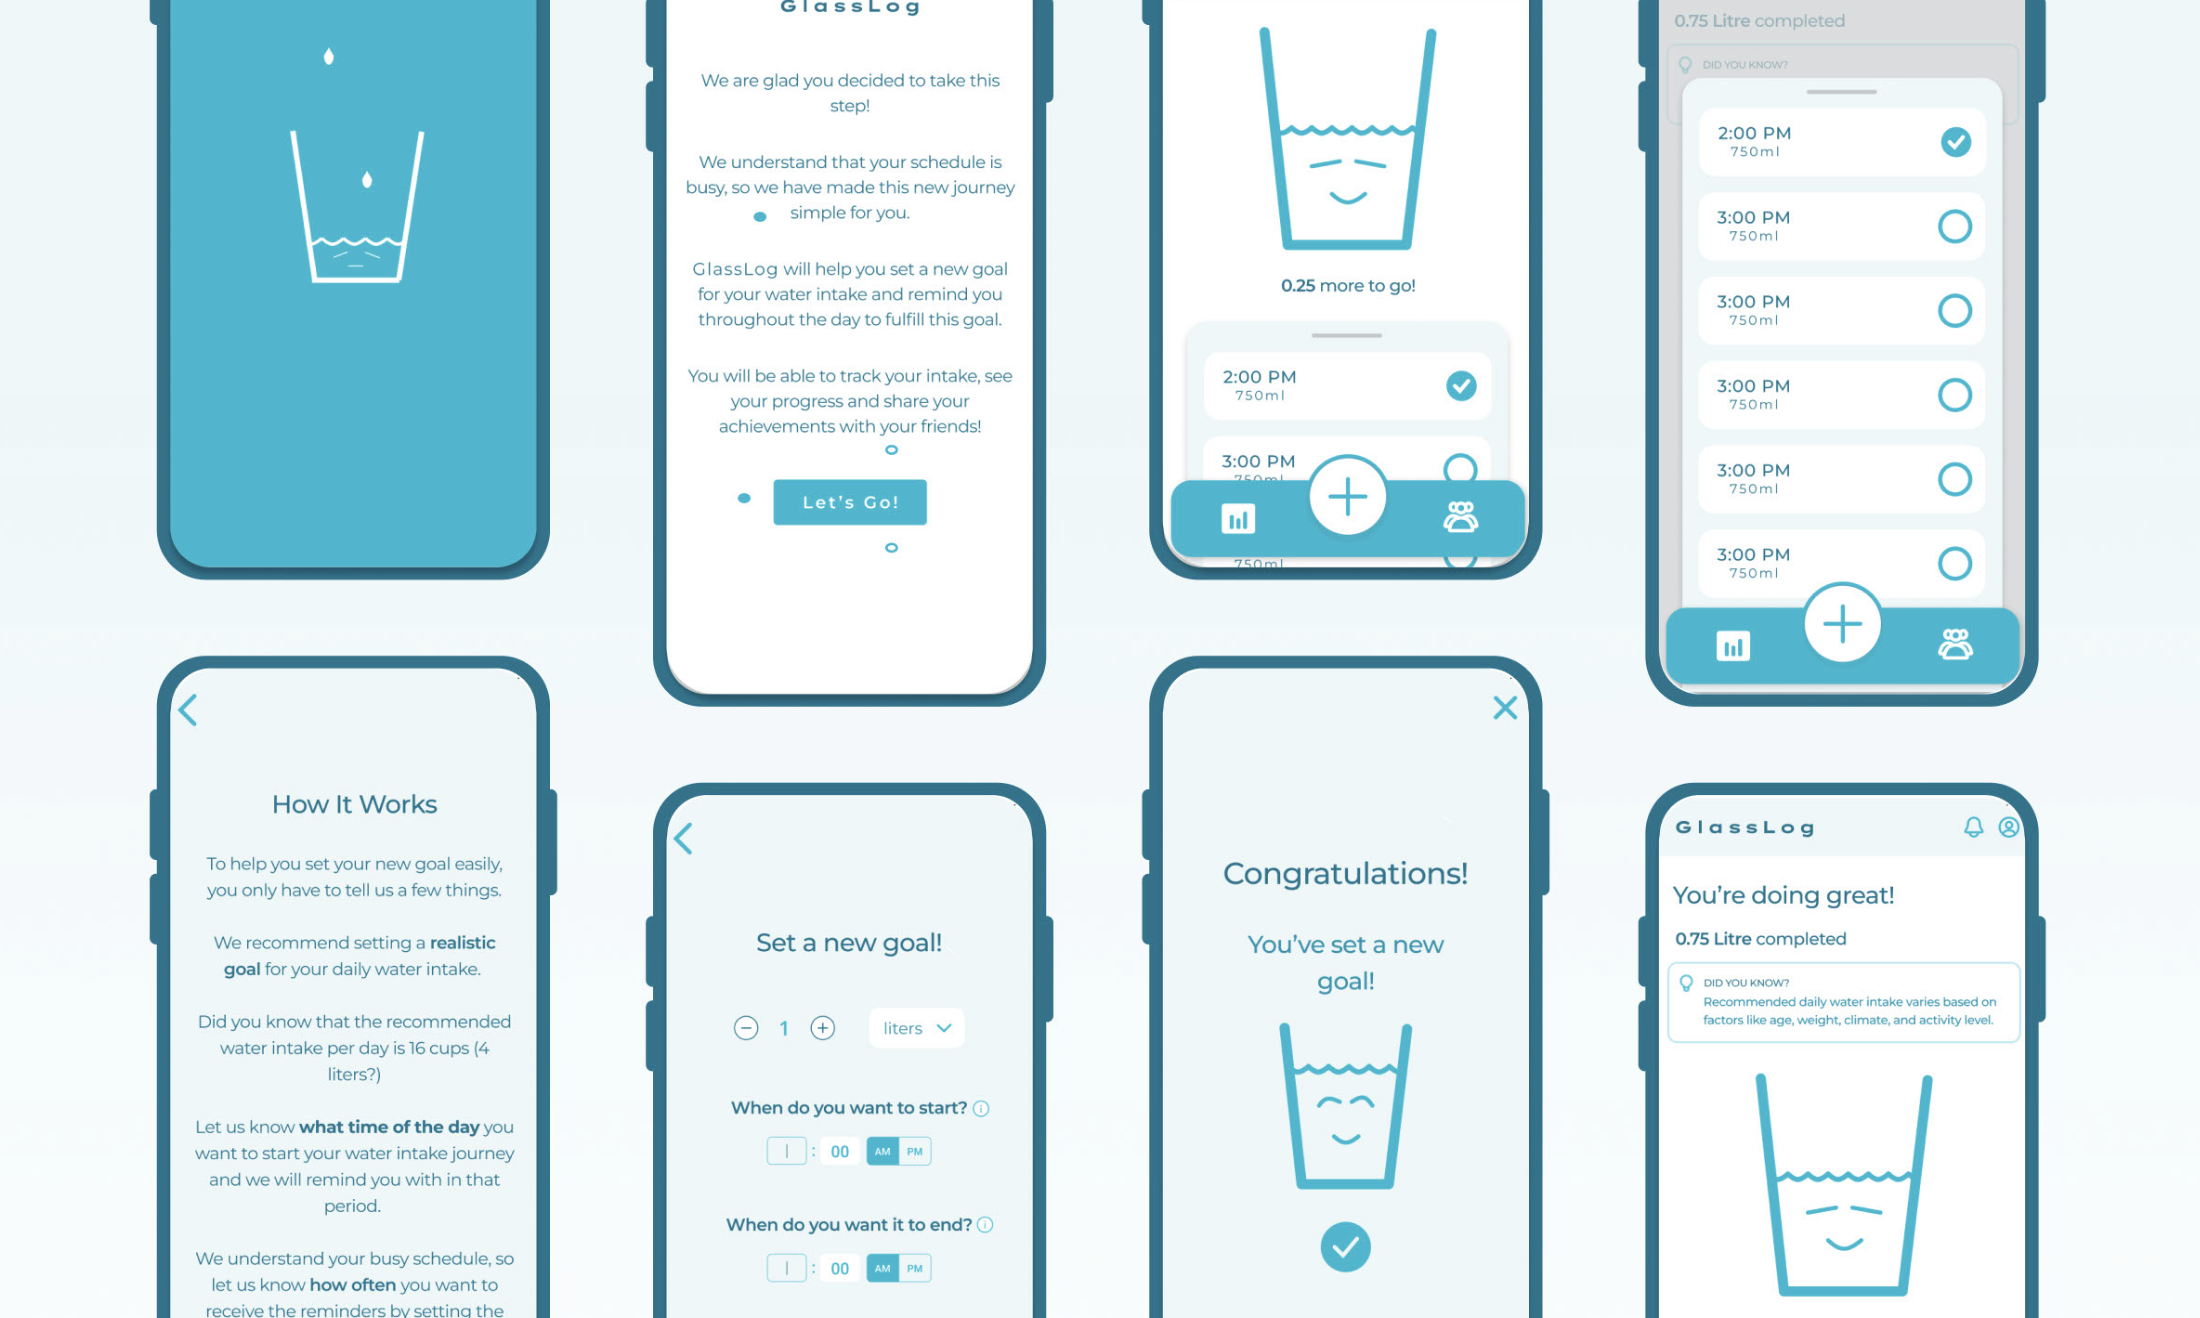 GlassLog
We are glad you decided to take this
step!
We understand that your schedule is
busy, so we have made this new journey
simple for you.
GlassLog will help you set a new goal
for your water intake and remind you
throughout the day to fulfill this goal.
You will be able to track your intake, see
your progress and share your
achievements with your friends!
Let's Go!
0.25 more to go!
2:00 PM
750ml
3:00 PM
750ml
750ml
0.75 Litre completed
DID YOU KNOW?
2:00 PM
750ml
3:00 PM
750ml
3:00 PM
750ml
3:00 PM
750ml
3:00 PM
750ml
3:00 PM
750ml
How It Works
To help you set your new goal easily,
you only have to tell us a few things.
We recommend setting a realistic
goal for your daily water intake.
Did you know that the recommended
water intake per day is 16 cups (4
liters?)
Let us know what time of the day you
want to start your water intake journey
and we will remind you with in that
period.
We understand your busy schedule, so
let us know how often you want to
receive the reminders by setting the
Set a new goal!
1 liters
When do you want to start?
: 00 AM PM
When do you want it to end?
: 00 AM PM
Congratulations!
You've set a new
goal!
GlassLog
You're doing great!
0.75 Litre completed
DID YOU KNOW?
Recommended daily water intake varies based on
factors like age, weight, climate, and activity level.